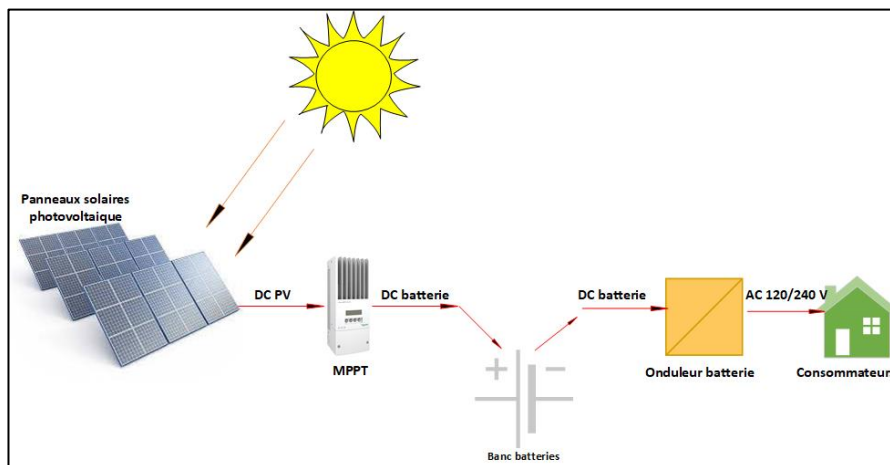 Panneaux solaires
photovoltaique
DC PV
DC batterie
DC batterie
AC 120/240 V
MPPT
Onduleur batterie
Consommateur
Banc batteries